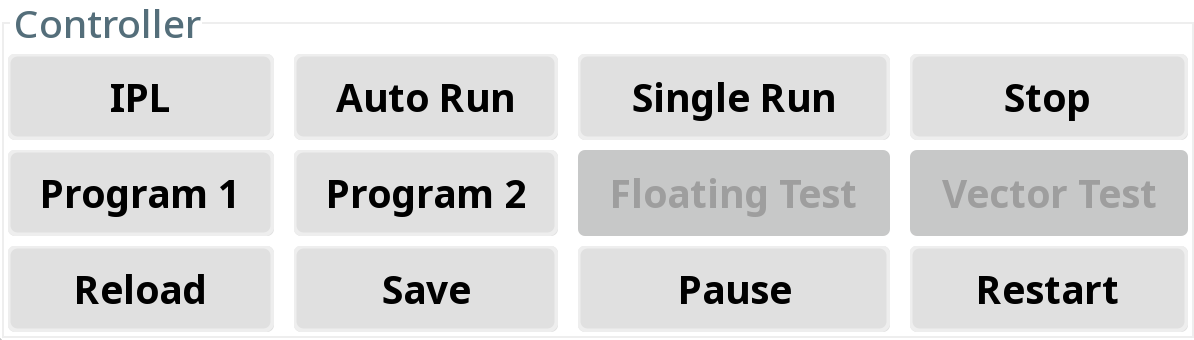 Controller
IPL Auto Run Single Run Stop
Program 1 Program 2 Floating Test Vector Test
Reload Save Pause Restart